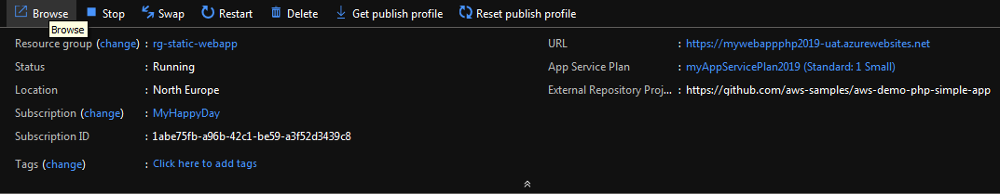 Browse Stop Swap Restart Delete Get publish profile Reset publish profile
Browse
Resource group (change) : rg-static-webapp URL : https://mywebappphp2019-uat.azurewebsites.net
Status : Running App Service Plan : myAppServicePlan2019 (Standard: 1 Small)
Location : North Europe External Repository Proj... : https://github.com/aws-samples/aws-demo-php-simple-app
Subscription (change) : MyHappyDay
Subscription ID : 1abe75fb-a96b-42c1-be59-a3f52d3439c8
Tags (change) : Click here to add tags